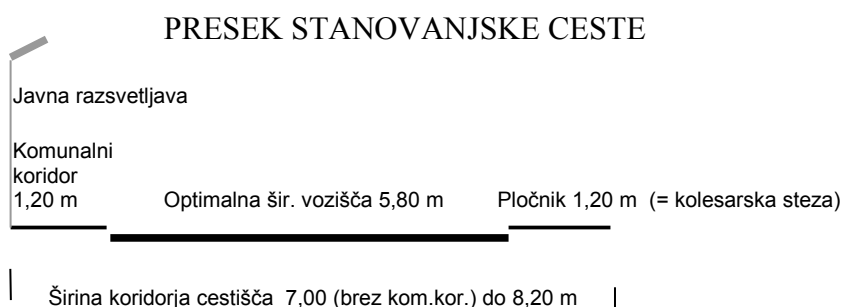 PRESEK STANOVANJSKE CESTE
Javna razsvetljava
Komunalni
koridor
1,20 m
Optimalna šir. vozišča 5,80 m
Pločnik 1,20 m (= kolesarska steza)
Širina koridorja cestišča 7,00 (brez kom.kor.) do 8,20 m